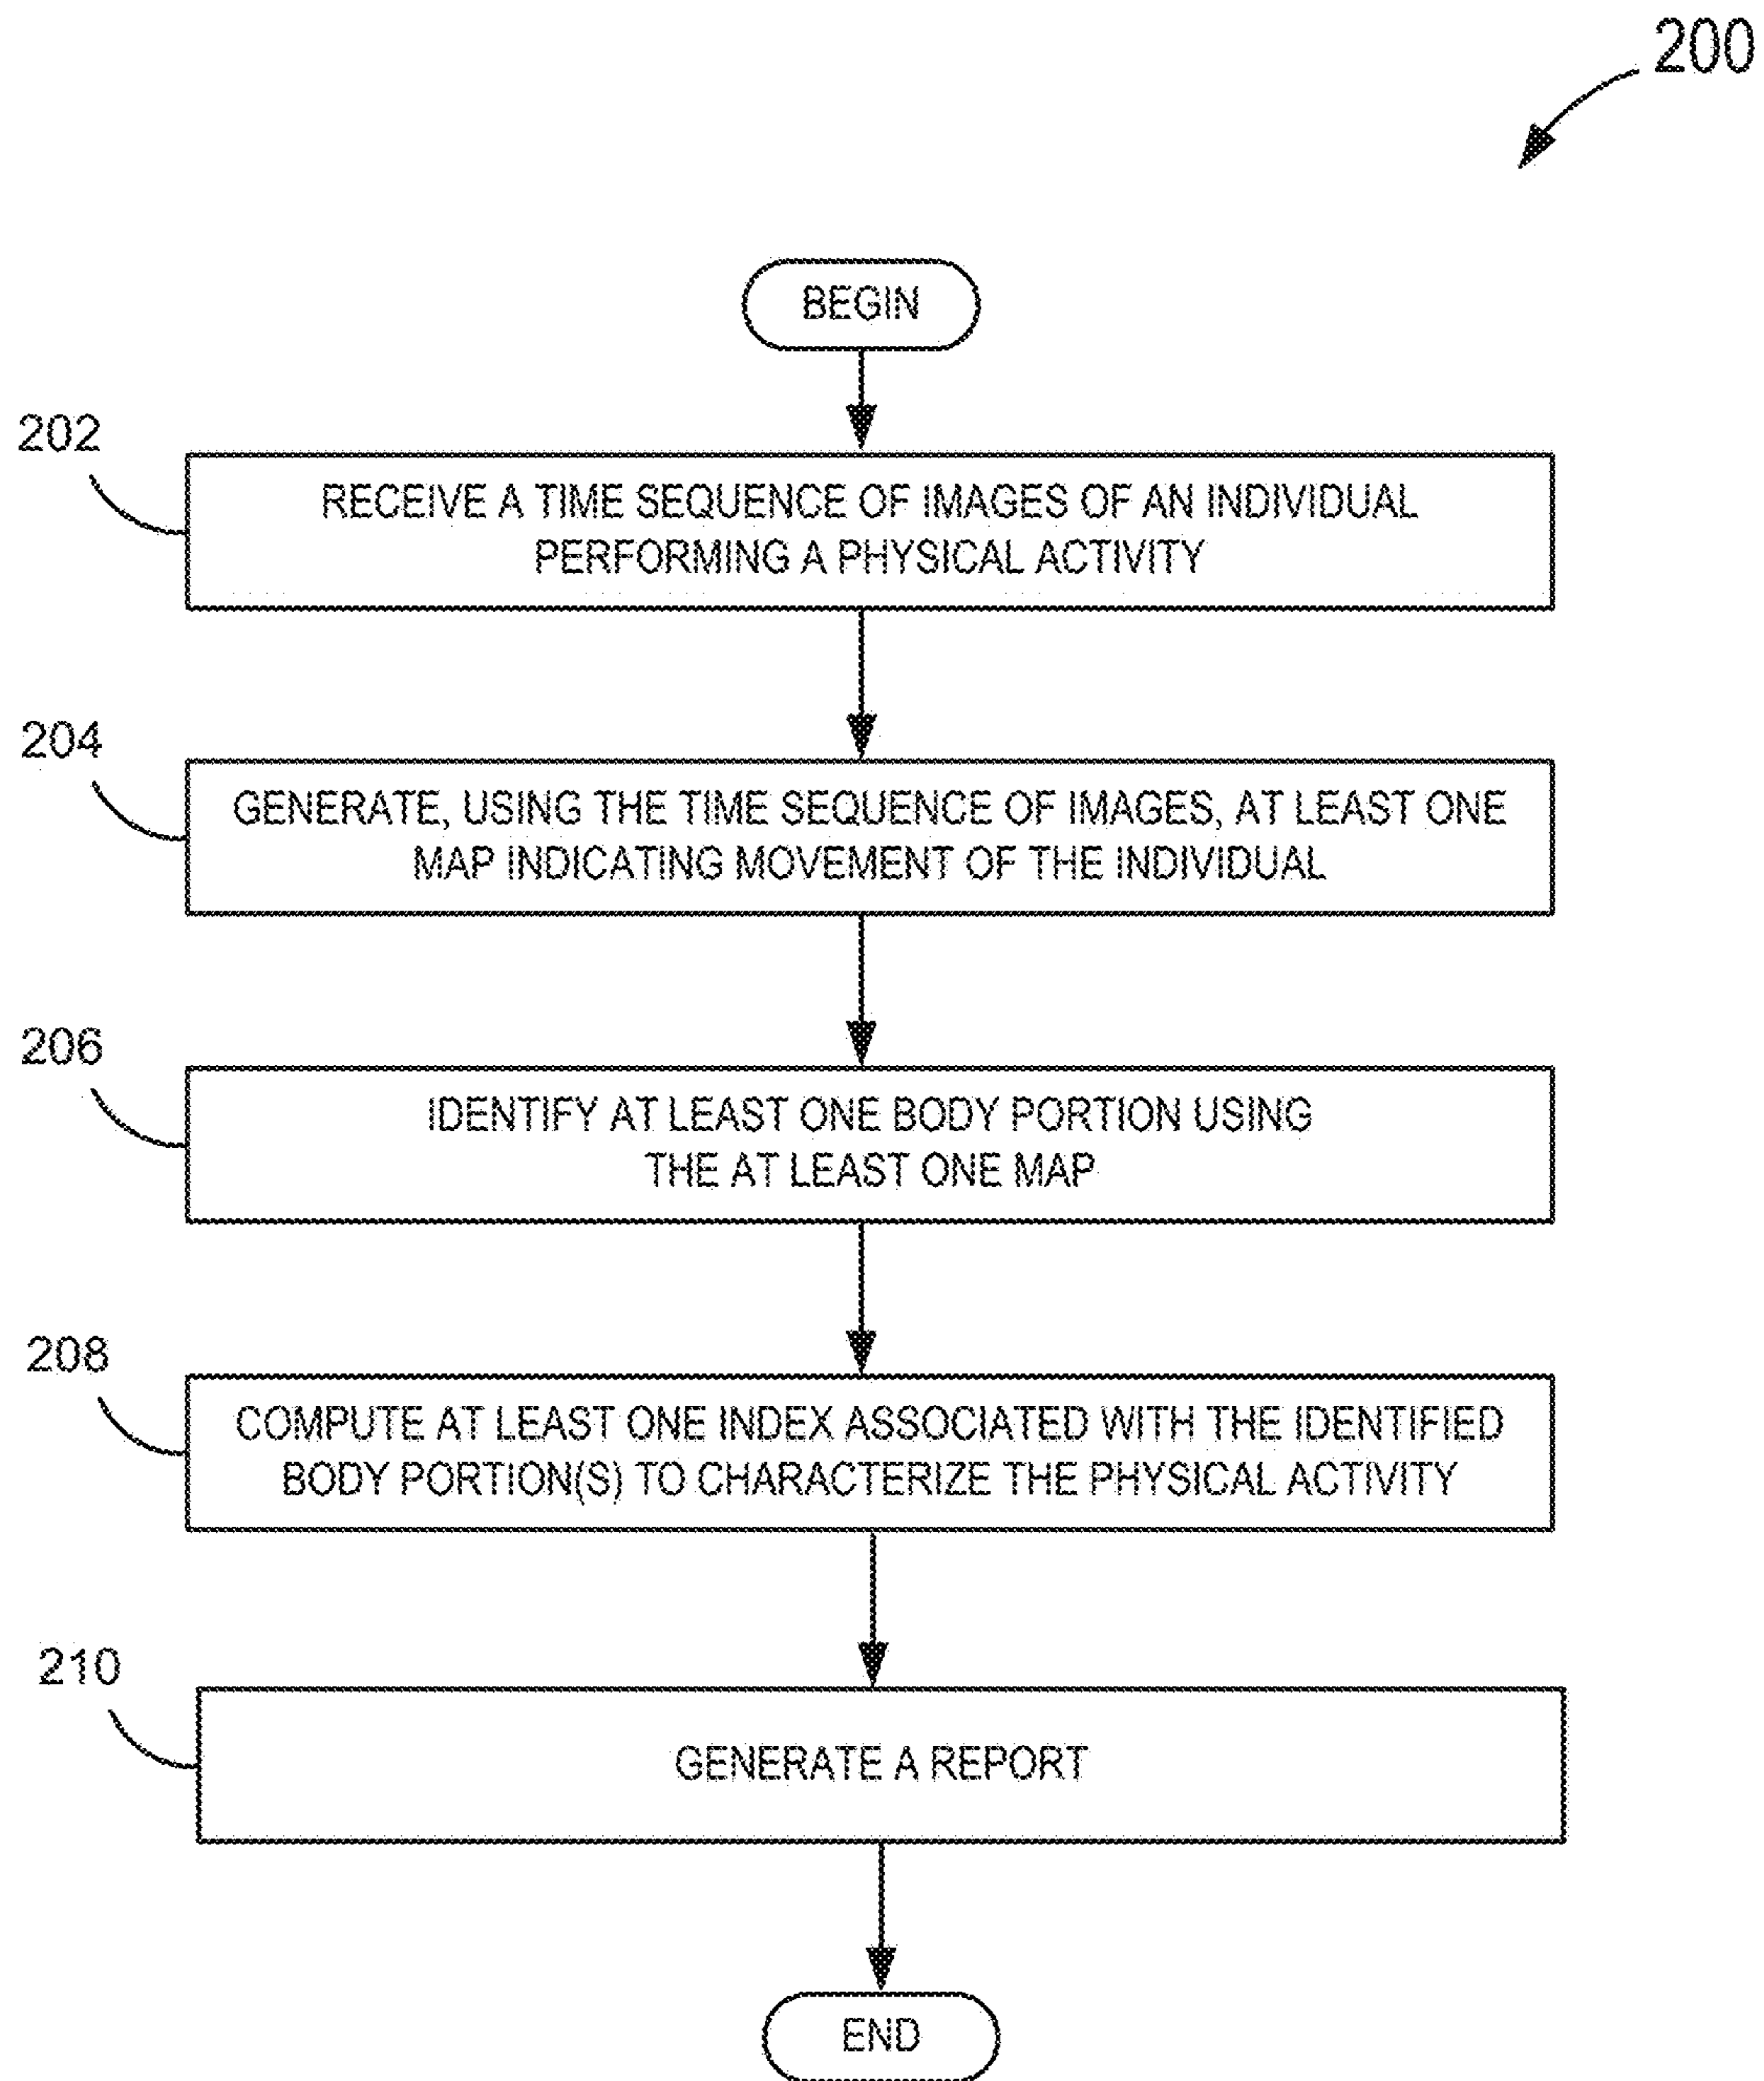 200
BEGIN
202
RECEIVE A TIME SEQUENCE OF IMAGES OF AN INDIVIDUAL
PERFORMING A PHYSICAL ACTIVITY
204
GENERATE, USING THE TIME SEQUENCE OF IMAGES, AT LEAST ONE
MAP INDICATING MOVEMENT OF THE INDIVIDUAL
206
IDENTIFY AT LEAST ONE BODY PORTION USING
THE AT LEAST ONE MAP
208
COMPUTE AT LEAST ONE INDEX ASSOCIATED WITH THE IDENTIFIED
BODY PORTION(S) TO CHARACTERIZE THE PHYSICAL ACTIVITY
210
GENERATE A REPORT
END